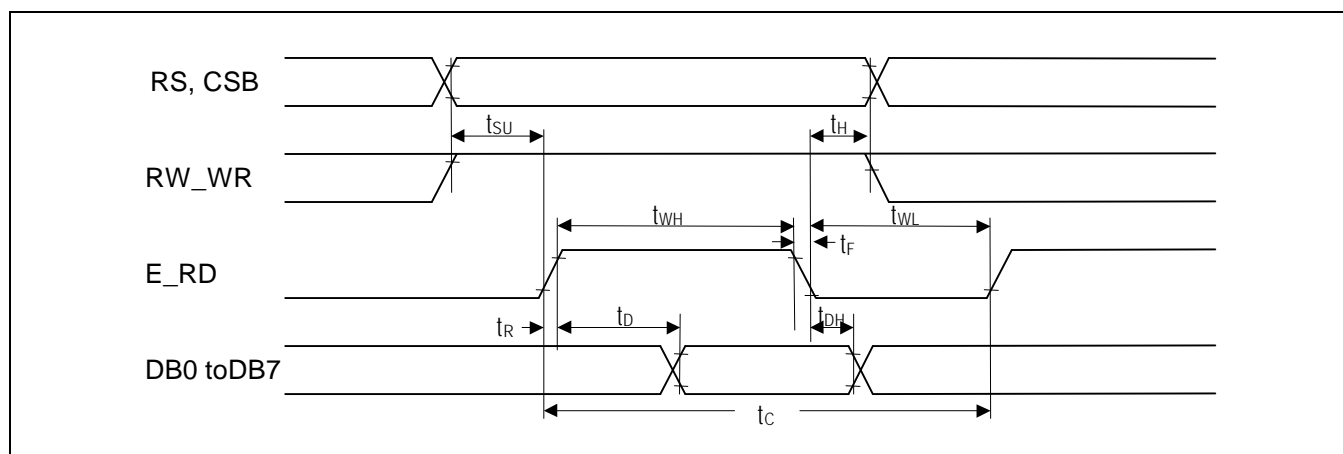 RS, CSB
tSU
tH
RW_WR
tWH
tWL
tF
E_RD
tR
tD
tDH
DB0 toDB7
tC